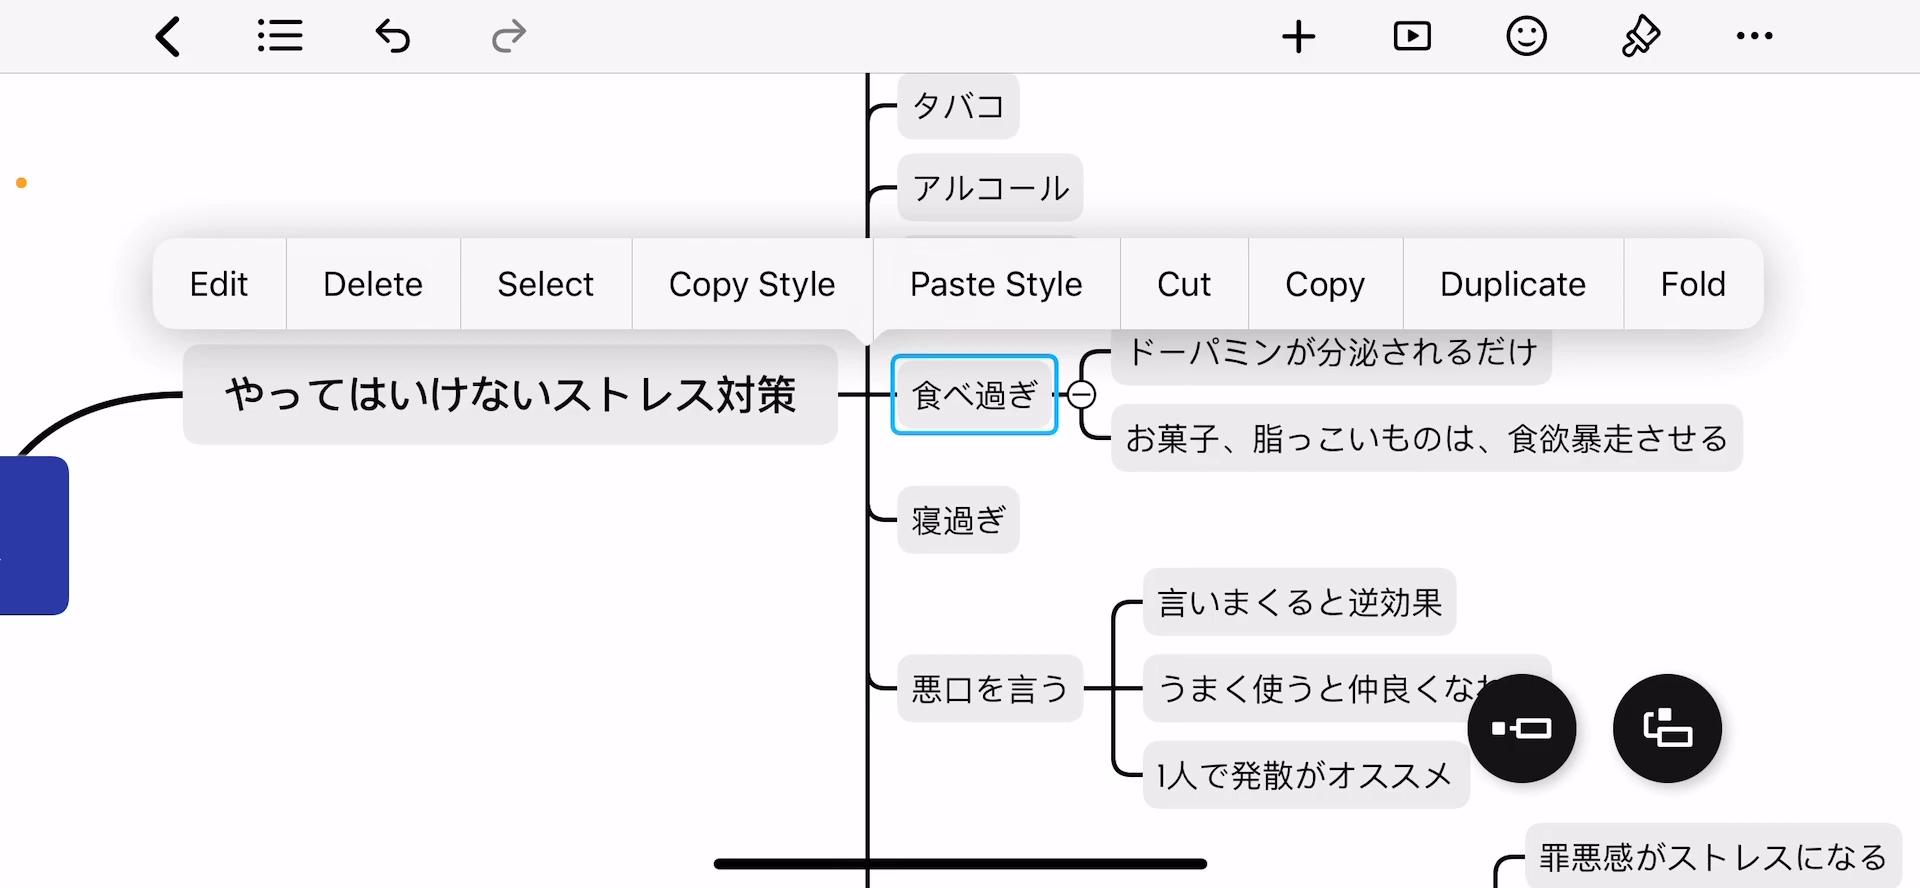 タバコ
アルコール
Edit
Delete
Select
Copy Style
Paste Style
Cut
Copy
Duplicate
Fold
ドーパミンが分泌されるだけ
やってはいけないストレス対策
食べ過ぎ
お菓子、脂っこいものは、食欲暴走させる
寝過ぎ
言いまくると逆効果
悪口を言う
うまく使うと仲良くな
1人で発散がオススメ
罪悪感がストレスになる